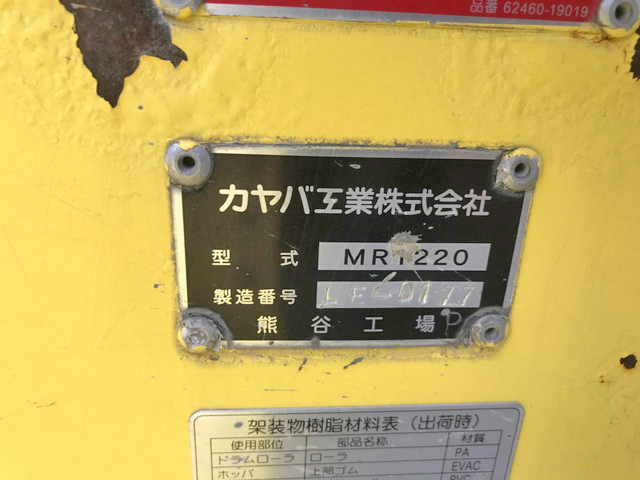 品番 62460-19019
カヤバ工業株式会社
型式 MR1220
製造番号 LF-0177
熊谷工場 P
架装物樹脂材料表（出荷時）
使用部位 部品名称 材質
ドラムローラ ローラ PA
ホッパ 上部ゴム EVAC
PVC